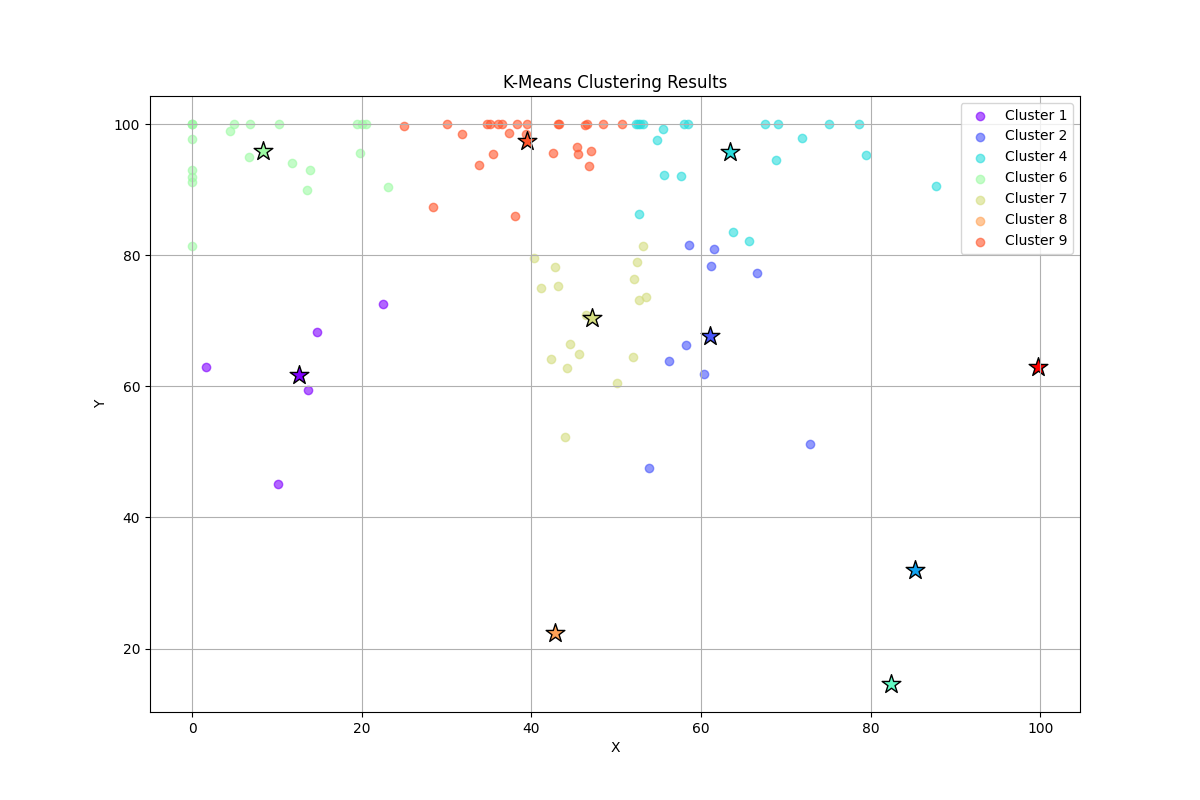 K-Means Clustering Results
Cluster 1
Cluster 2
Cluster 4
Cluster 6
Cluster 7
Cluster 8
Cluster 9
Y
100
80
60
40
20
0 20 40 60 80 100
X